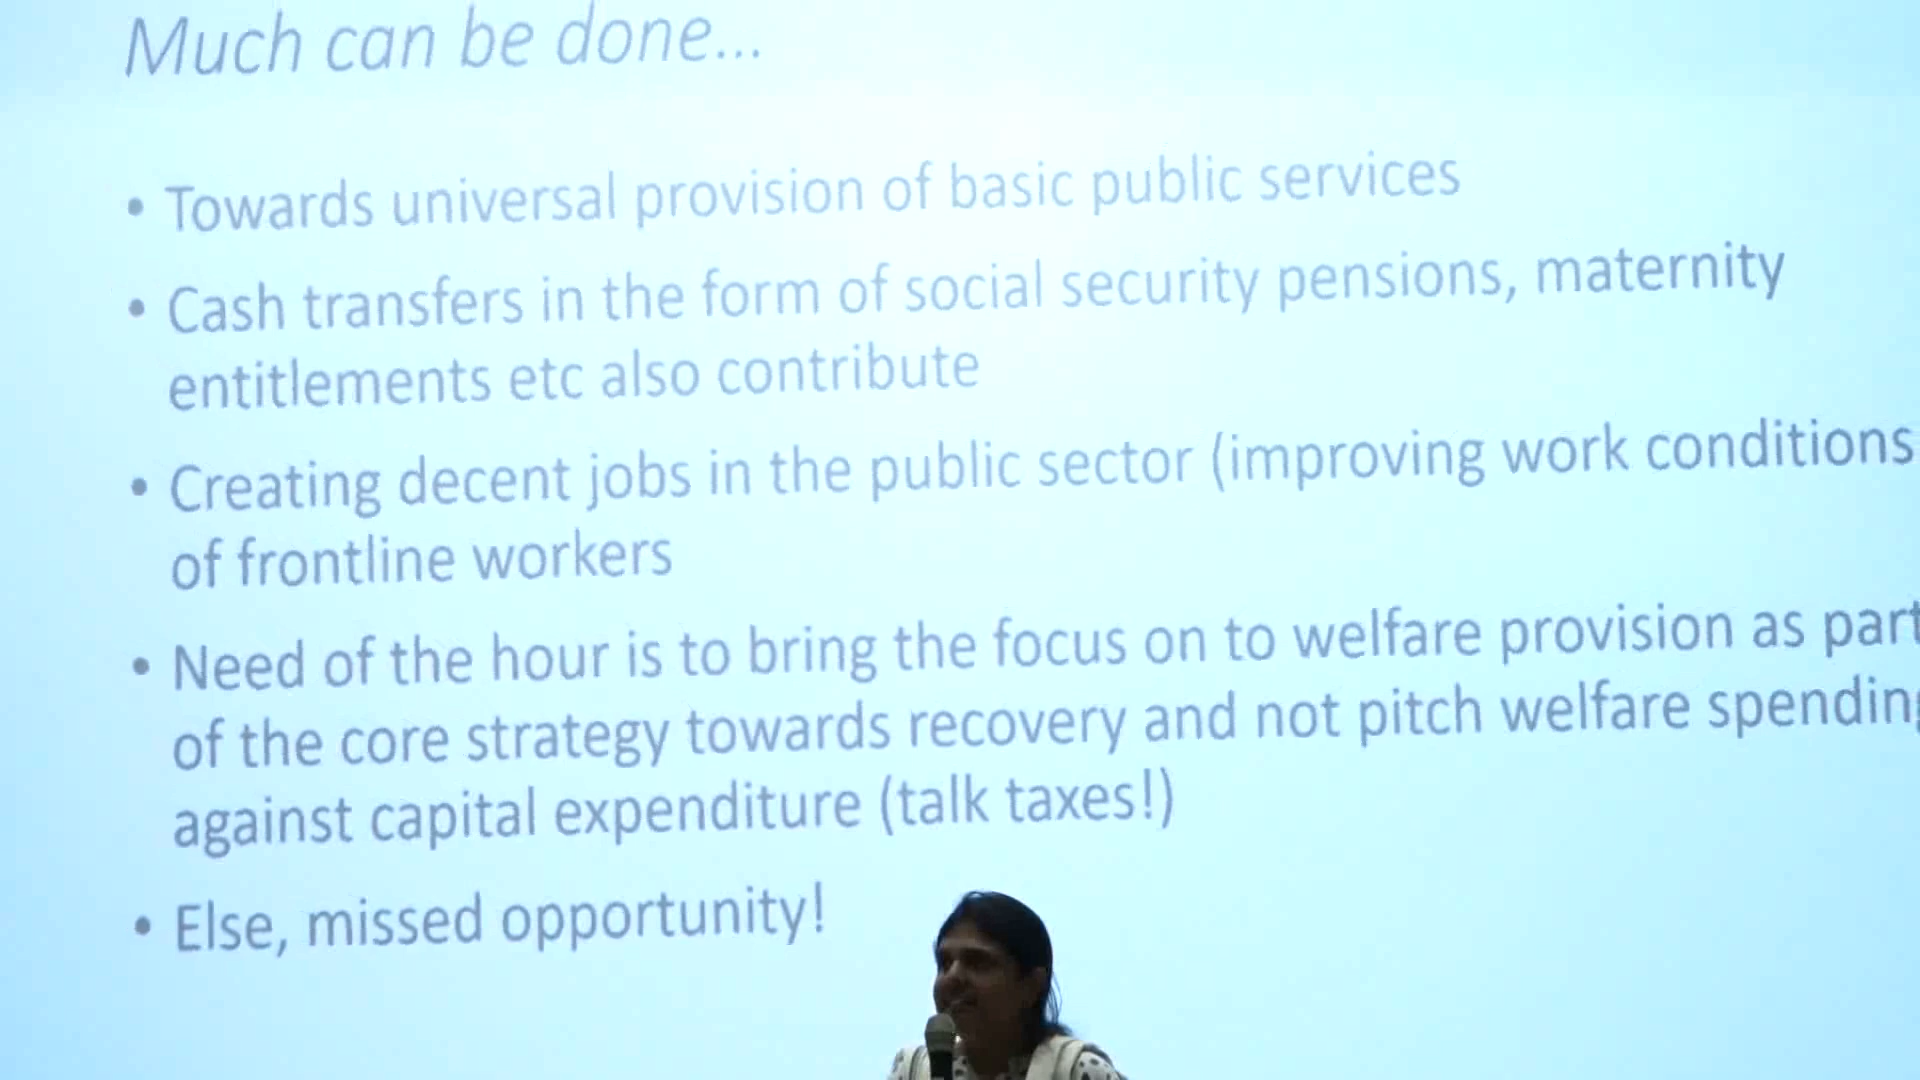 Much can be done...
• Towards universal provision of basic public services
• Cash transfers in the form of social security pensions, maternity
entitlements etc also contribute
• Creating decent jobs in the public sector (improving work conditions
of frontline workers
• Need of the hour is to bring the focus on to welfare provision as part
of the core strategy towards recovery and not pitch welfare spending
against capital expenditure (talk taxes!)
• Else, missed opportunity!